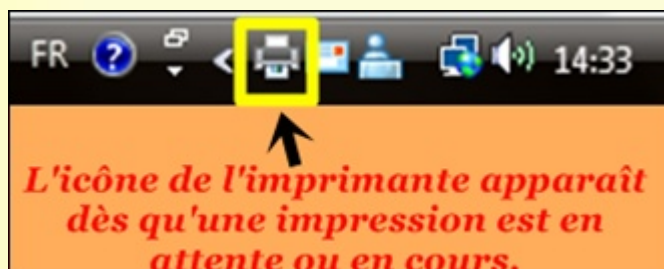 FR ? 14:33
L'icône de l'imprimante apparaît
dès qu'une impression est en
attente ou en cours.